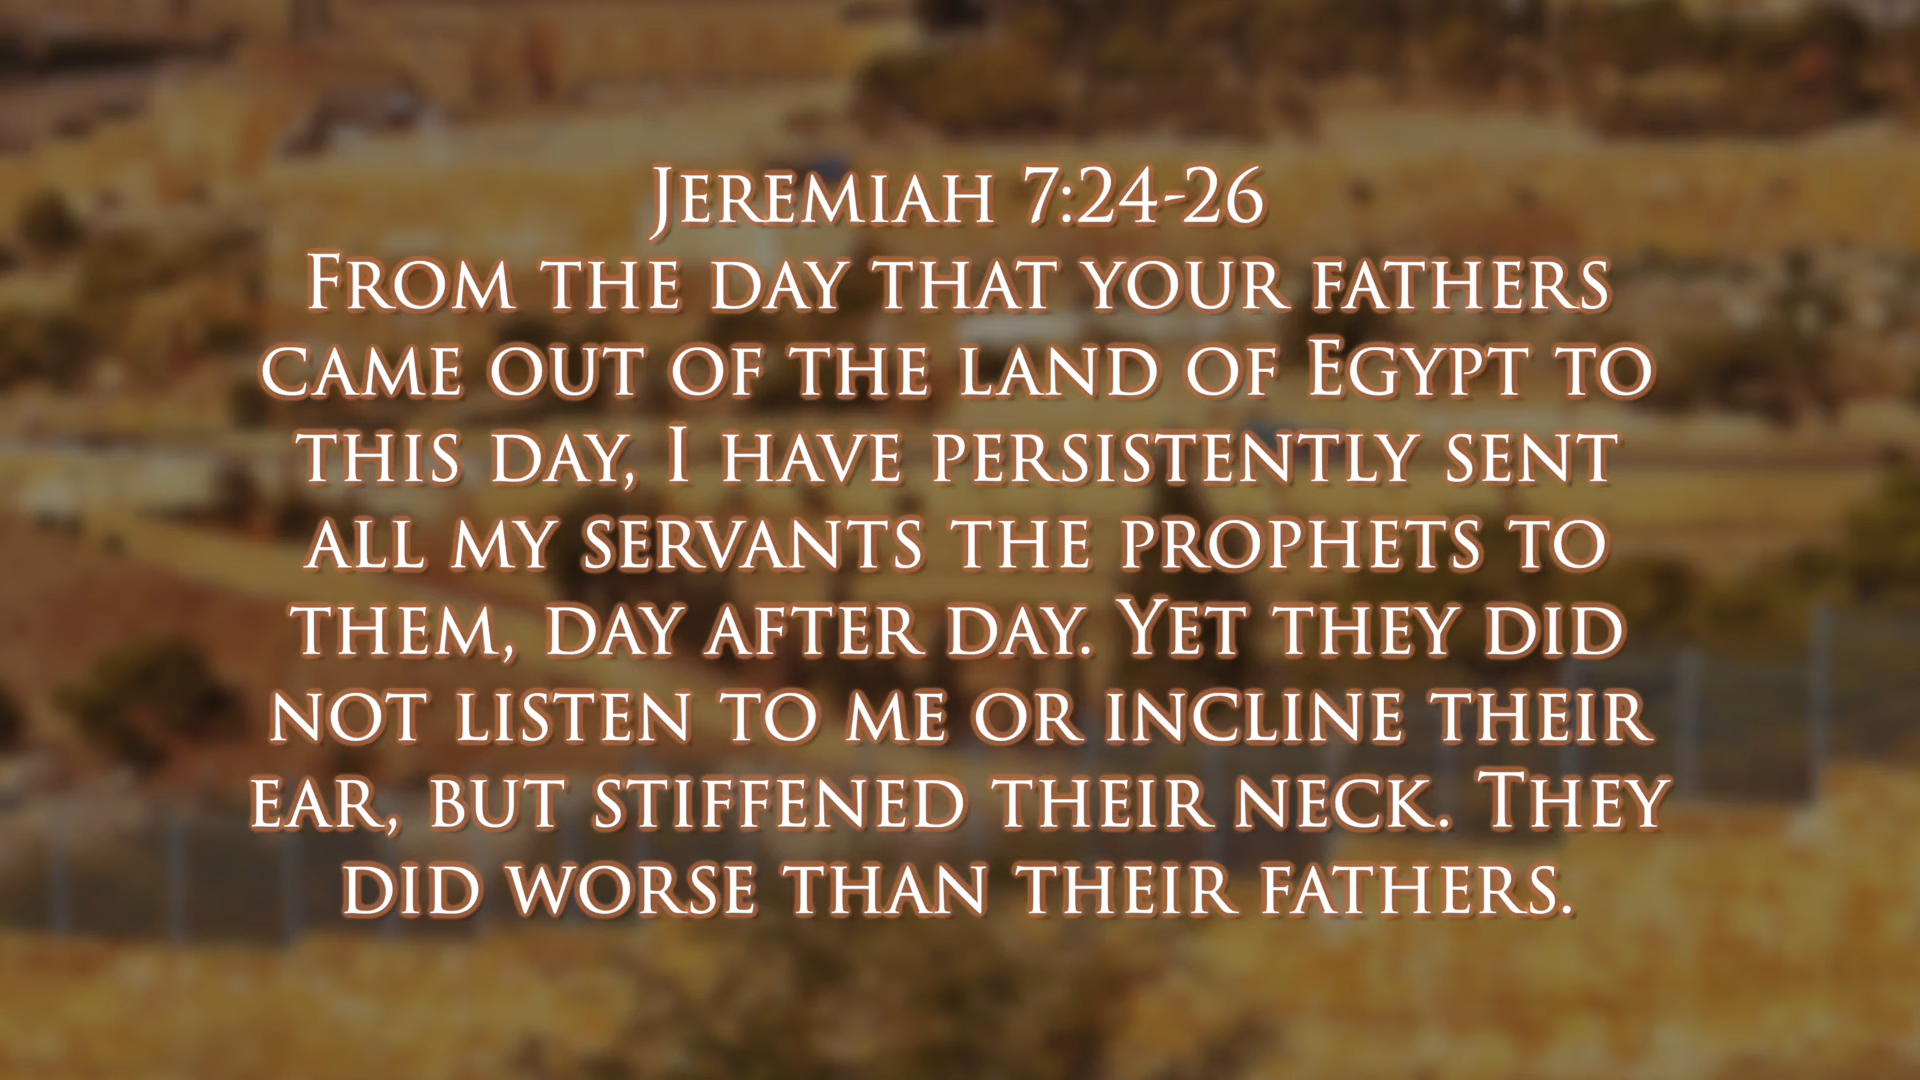 Jeremiah 7:24-26
From the day that your fathers
came out of the land of Egypt to
this day, I have persistently sent
all my servants the prophets to
them, day after day. Yet they did
not listen to me or incline their
ear, but stiffened their neck. They
did worse than their fathers.